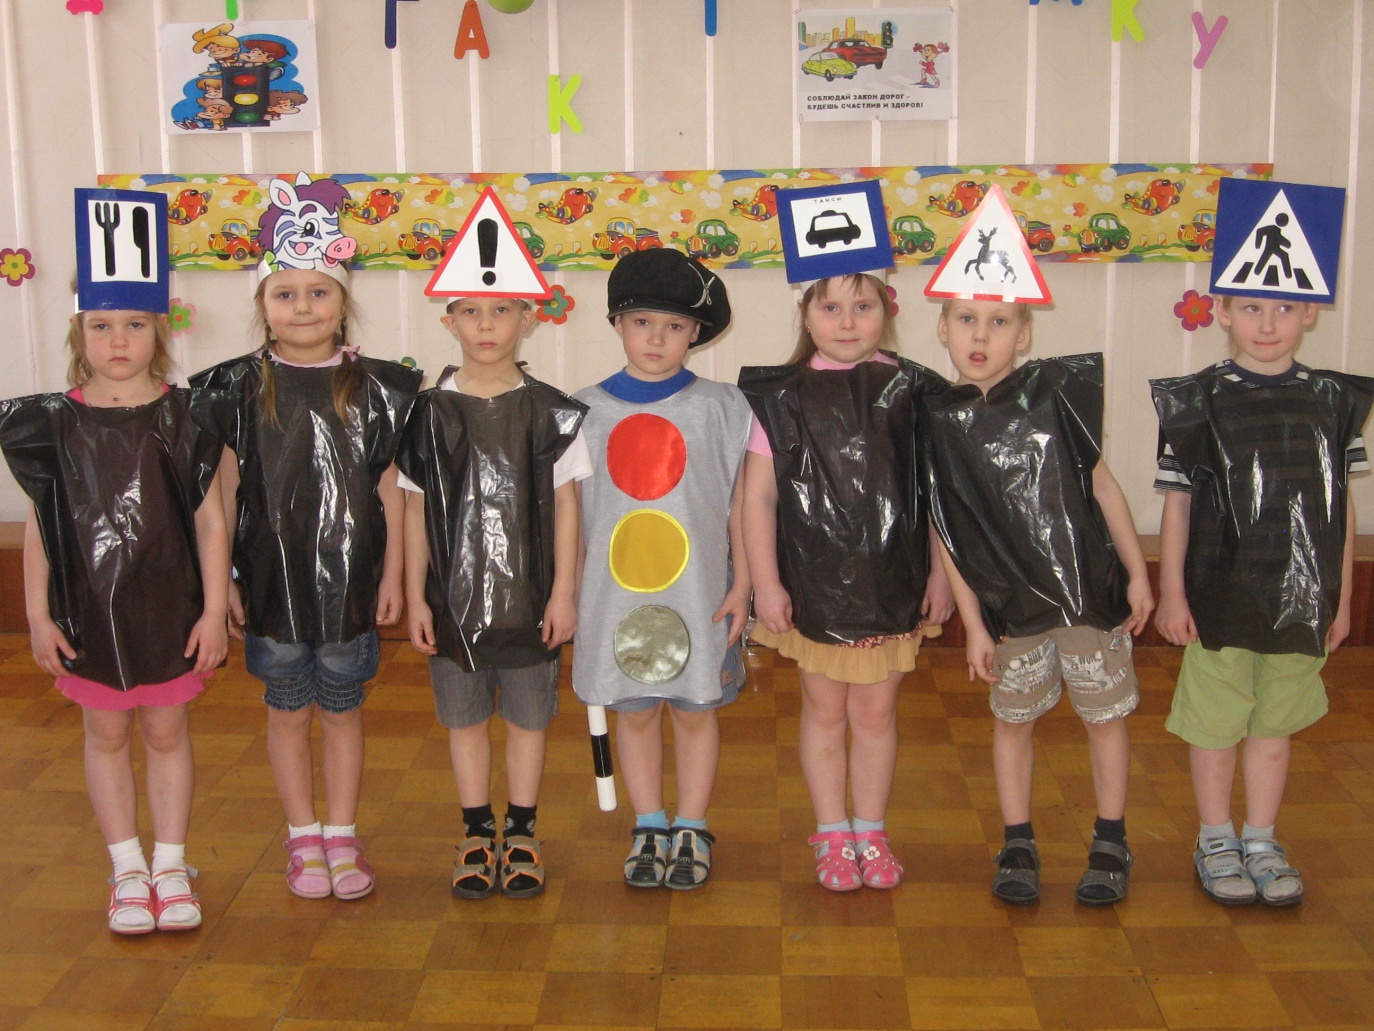 Г
А
К
К
У
СОБЛЮДАЙ ЗАКОН ДОРОГ -
БУДЕШЬ СЧАСТЛИВ И ЗДОРОВ!
ТАКСИ